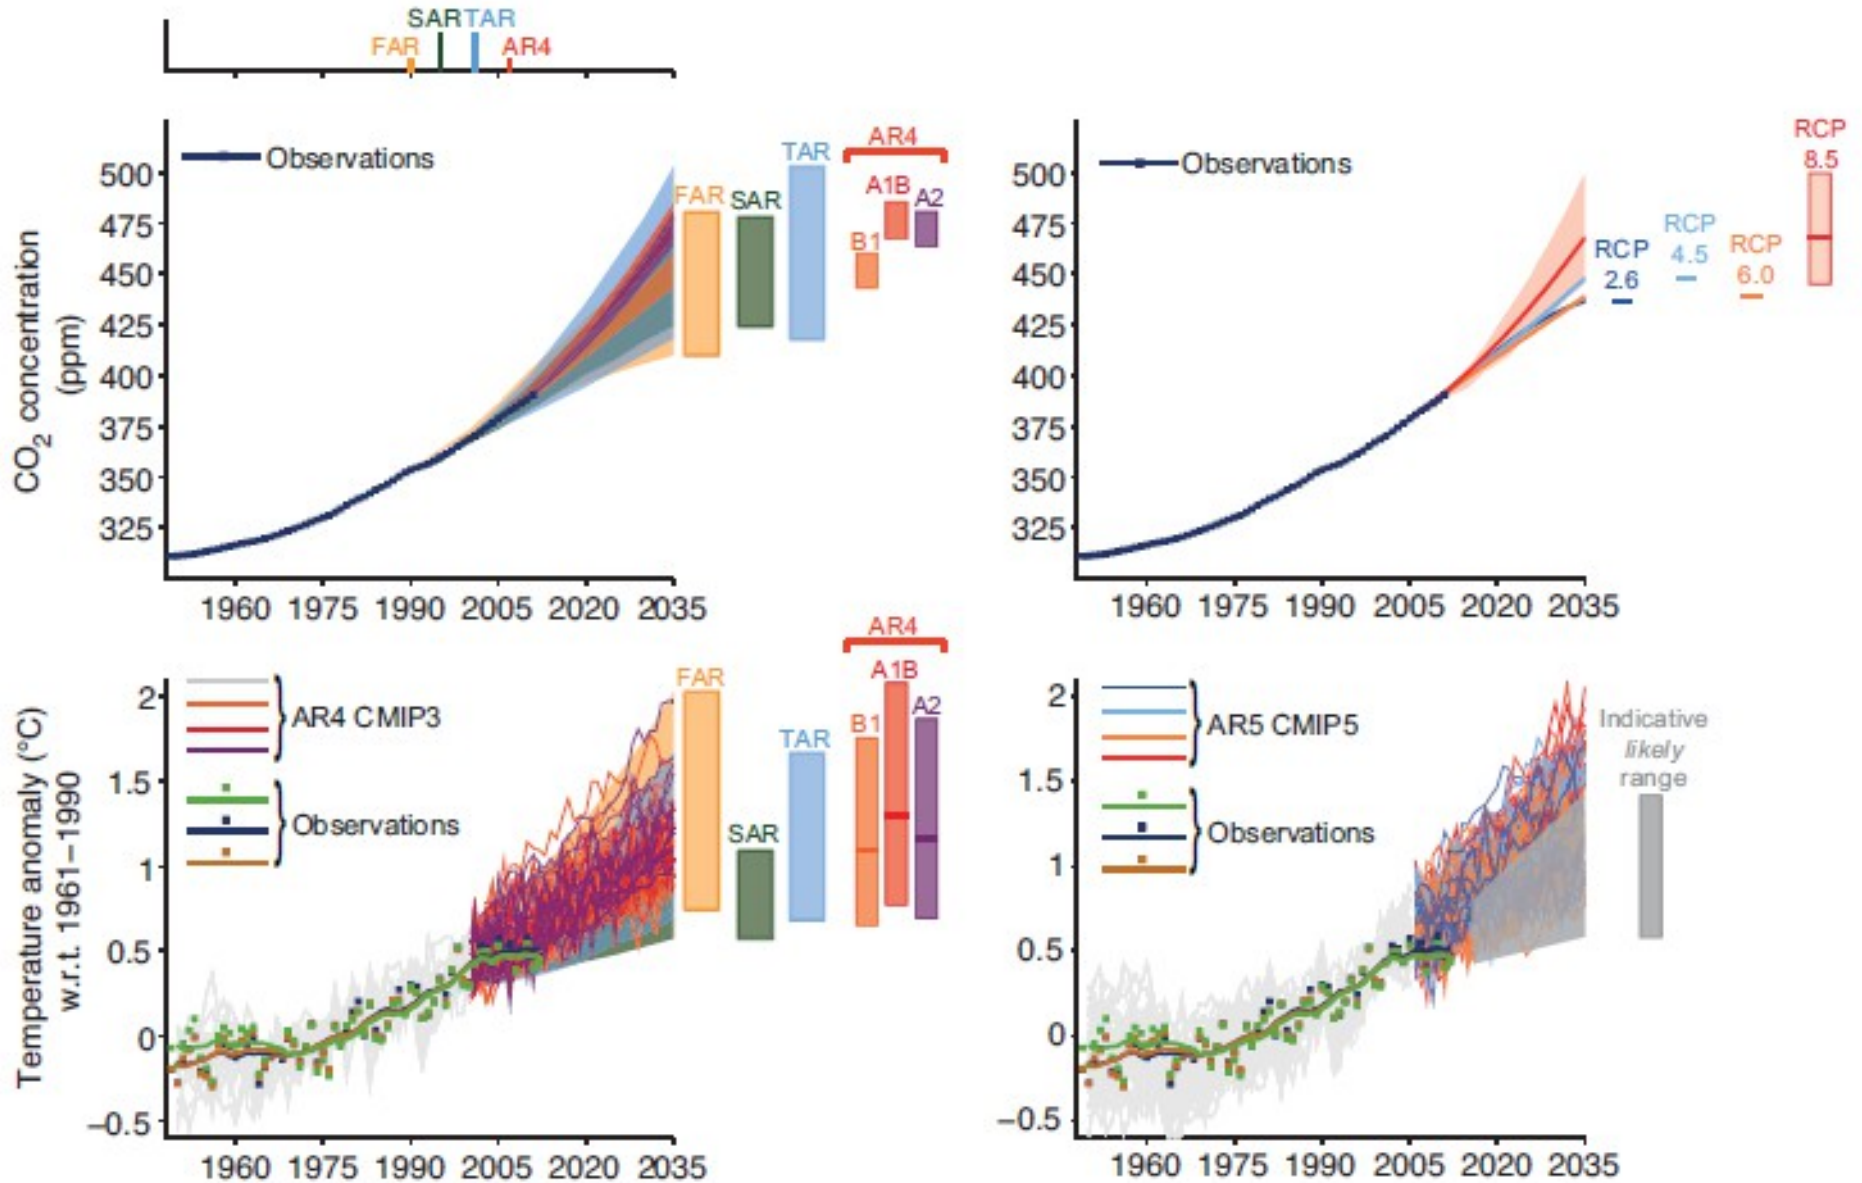 SAR TAR
FAR AR4
CO2 concentration
(ppm)
500
475
450
425
400
375
350
325
Observations
FAR
SAR
TAR
AR4
A1B
A2
B1
1960 1975 1990 2005 2020 2035
500
475
450
425
400
375
350
325
Observations
RCP
2.6
RCP
4.5
RCP
6.0
RCP
8.5
1960 1975 1990 2005 2020 2035
Temperature anomaly (°C)
w.r.t. 1961–1990
2
1.5
1
0.5
0
−0.5
AR4 CMIP3
Observations
FAR
SAR
TAR
AR4
A1B
A2
B1
1960 1975 1990 2005 2020 2035
2
1.5
1
0.5
0
−0.5
AR5 CMIP5
Observations
Indicative
likely
range
1960 1975 1990 2005 2020 2035